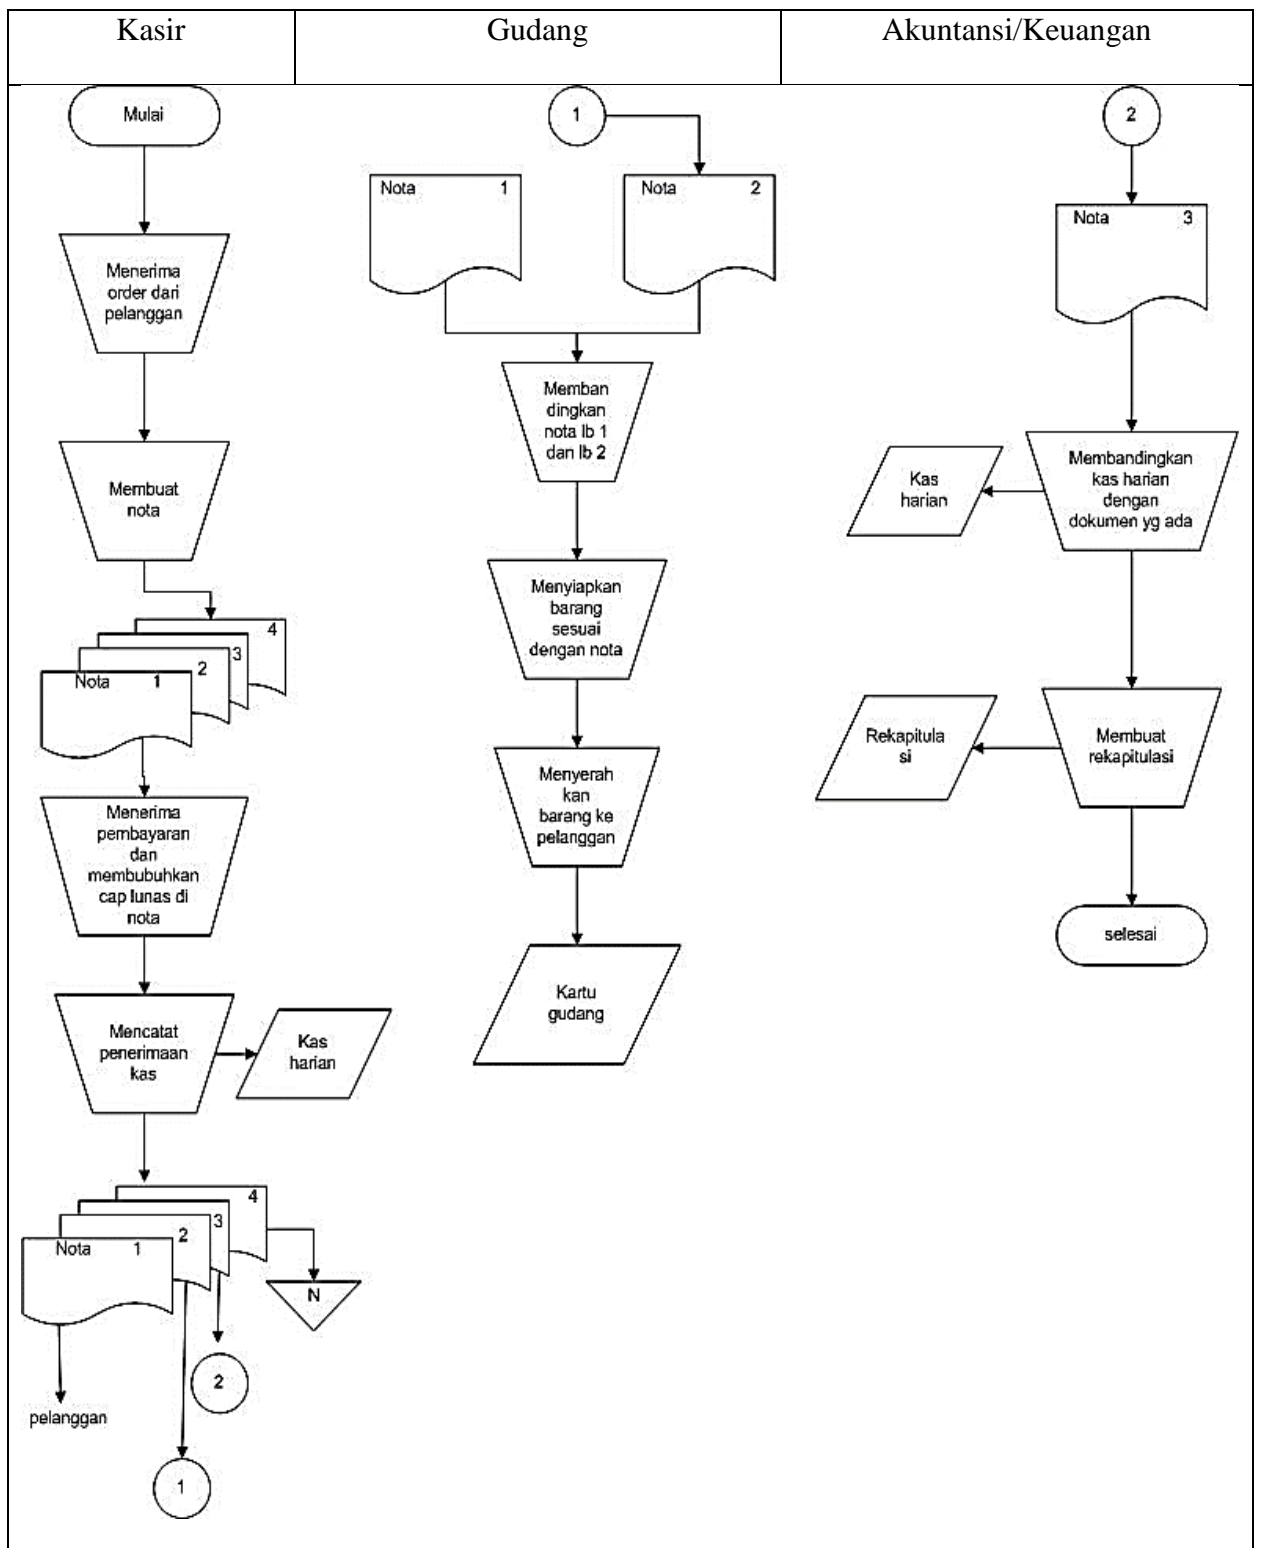 Kasir
Gudang
Akuntansi/Keuangan
Mulai
Menerima
order dari
pelanggan
Membuat
nota
4
3
2
Nota 1
Menerima
pembayaran
dan
membubuhkan
cap lunas di
nota
Mencatat
penerimaan
kas
Kas
harian
4
3
2
Nota 1
N
2
pelanggan
1
1
Nota 1
Nota 2
Memban
dingkan
nota lb 1
dan lb 2
Menyiapkan
barang
sesuai
dengan nota
Menyerah
kan
barang ke
pelanggan
Kartu
gudang
2
Nota 3
Membandingkan
kas harian
dengan
dokumen yg ada
Kas
harian
Membuat
rekapitulasi
Rekapitula
si
selesai